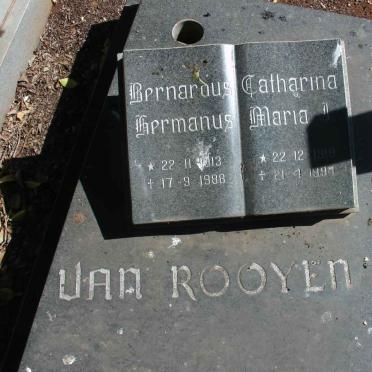 Bernardus
Hermanus
* 22·11·1913
† 17·9·1988
Catharina
Maria J.
* 22·12·
† 21·4·1994
VAN ROOYEN